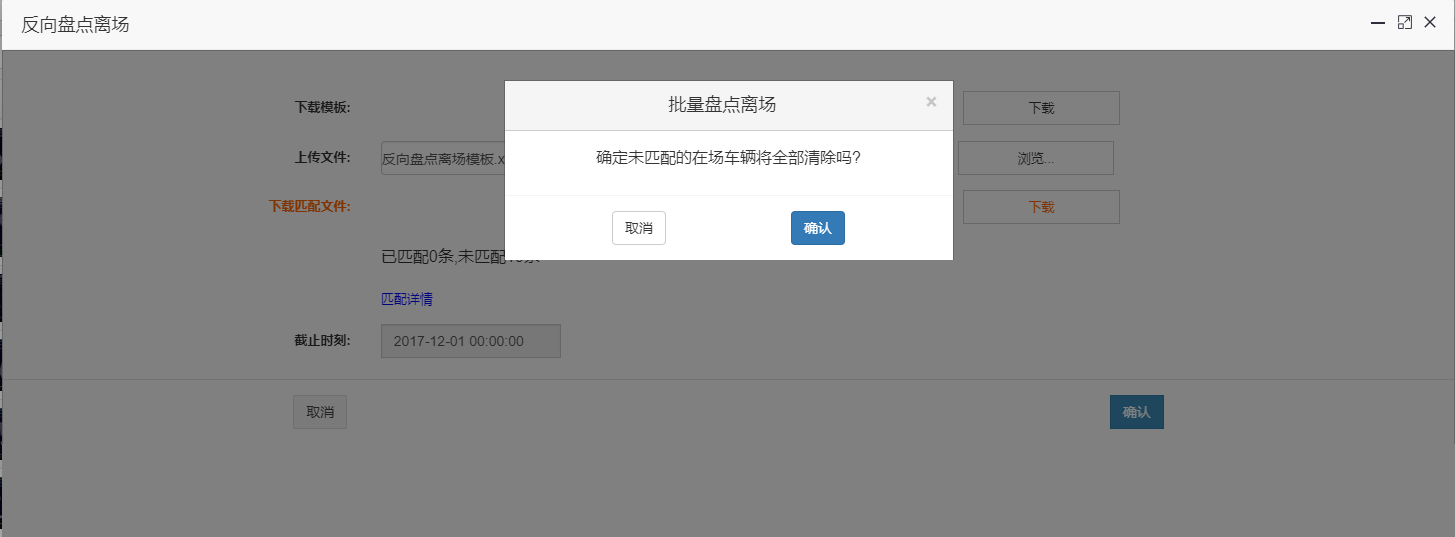 反向盘点离场
批量盘点离场
×
下载模板:
下载
确定未匹配的在场车辆将全部清除吗?
上传文件:
反向盘点离场模板.x
浏览...
下载匹配文件:
下载
取消
确认
已匹配0条,未匹配
匹配详情
截止时刻:
2017-12-01 00:00:00
取消
确认